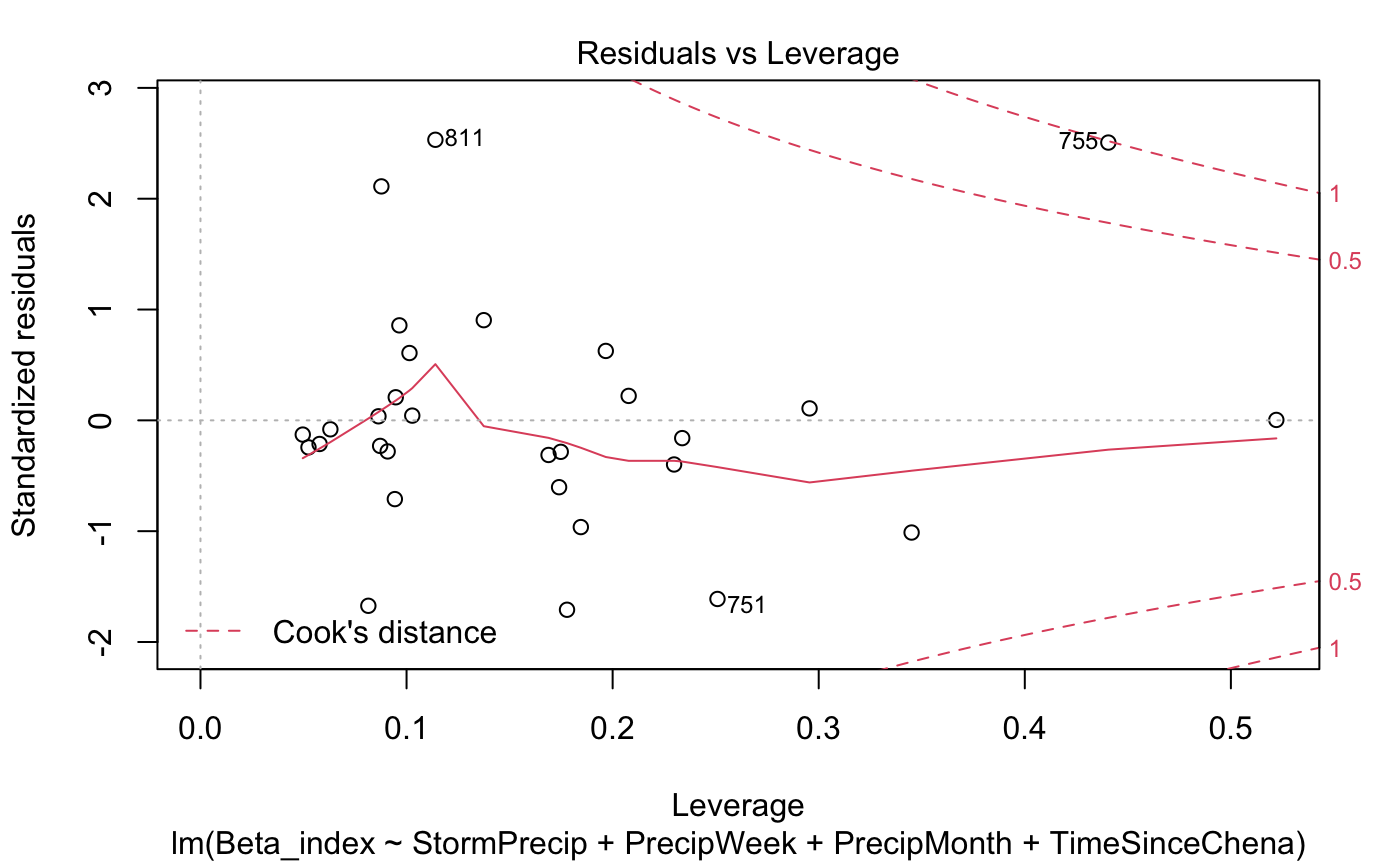 Residuals vs Leverage
Standardized residuals
3
2
1
0
-1
-2
811
755
751
1
0.5
0.5
1
Cook's distance
0.0 0.1 0.2 0.3 0.4 0.5
Leverage
lm(Beta_index ~ StormPrecip + PrecipWeek + PrecipMonth + TimeSinceChena)